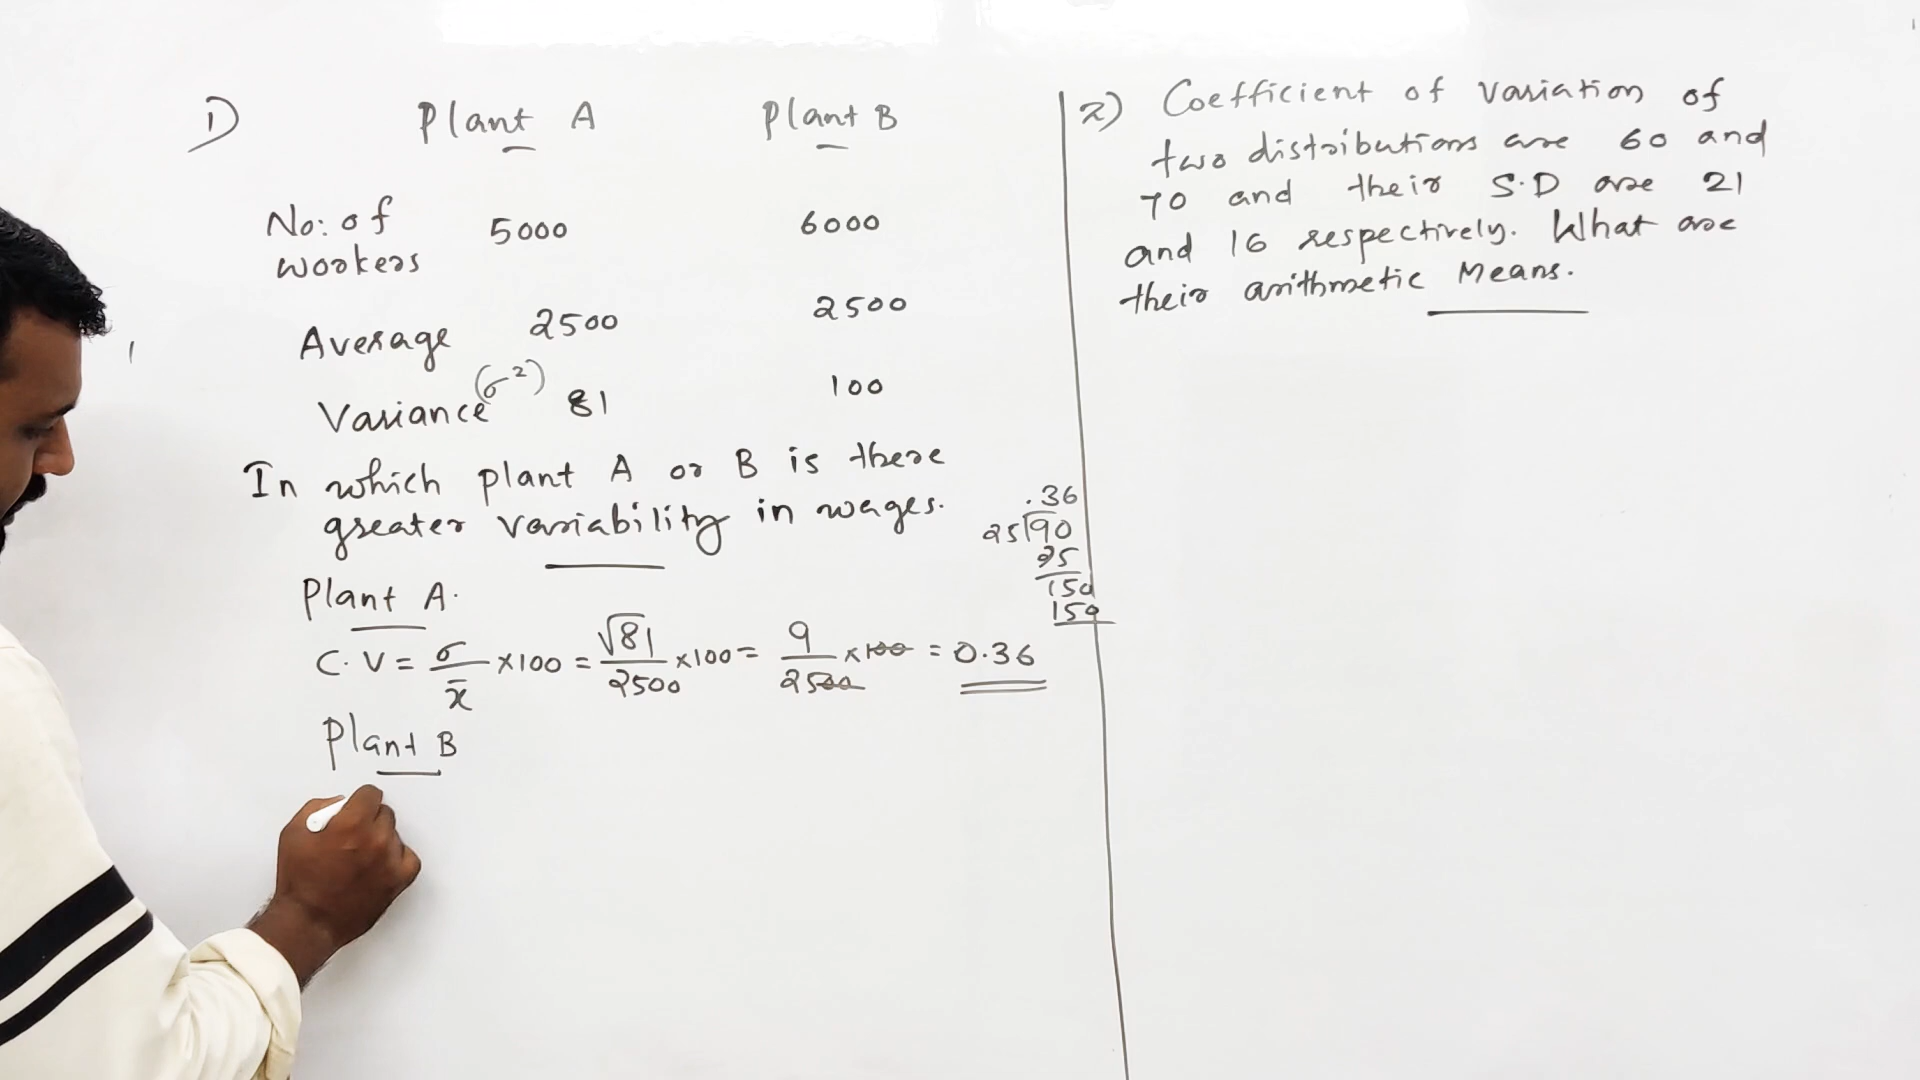 1)
Plant A Plant B
No: of workers 5000 6000
Average 2500 2500
Variance (σ²) 81 100
In which plant A or B is there
greater variability in wages.
Plant A.
C.V = σ/x̄ ×100 = √81/2500 ×100 = 9/2500 ×100 = 0.36
Plant B
.36
25)90
75
150
150
2) Coefficient of variation of
two distributions are 60 and
70 and their S.D are 21
and 16 respectively. What are
their arithmetic Means.